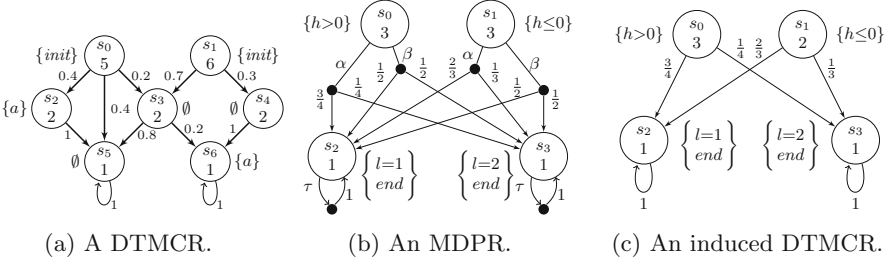 s₀ 5
s₁ 6
{init} {init}
0.4 0.2 0.7 0.3
{a} s₂ 2 0.4 s₃ 2 ∅ ∅ s₄ 2
1 0.8 0.2 1
∅ s₅ 1 s₆ 1 {a}
1 1
(a) A DTMCR.
{h>0} s₀ 3 s₁ 3 {h≤0}
α β α β
1/2 1/2 2/3 1/3
3/4 1/4 1/2 1/2
s₂ 1 {l=1 end} {l=2 end} s₃ 1
τ 1 τ 1
(b) An MDPR.
{h>0} s₀ 3 s₁ 2 {h≤0}
3/4 1/4 2/3 1/3
s₂ 1 {l=1 end} {l=2 end} s₃ 1
1 1
(c) An induced DTMCR.